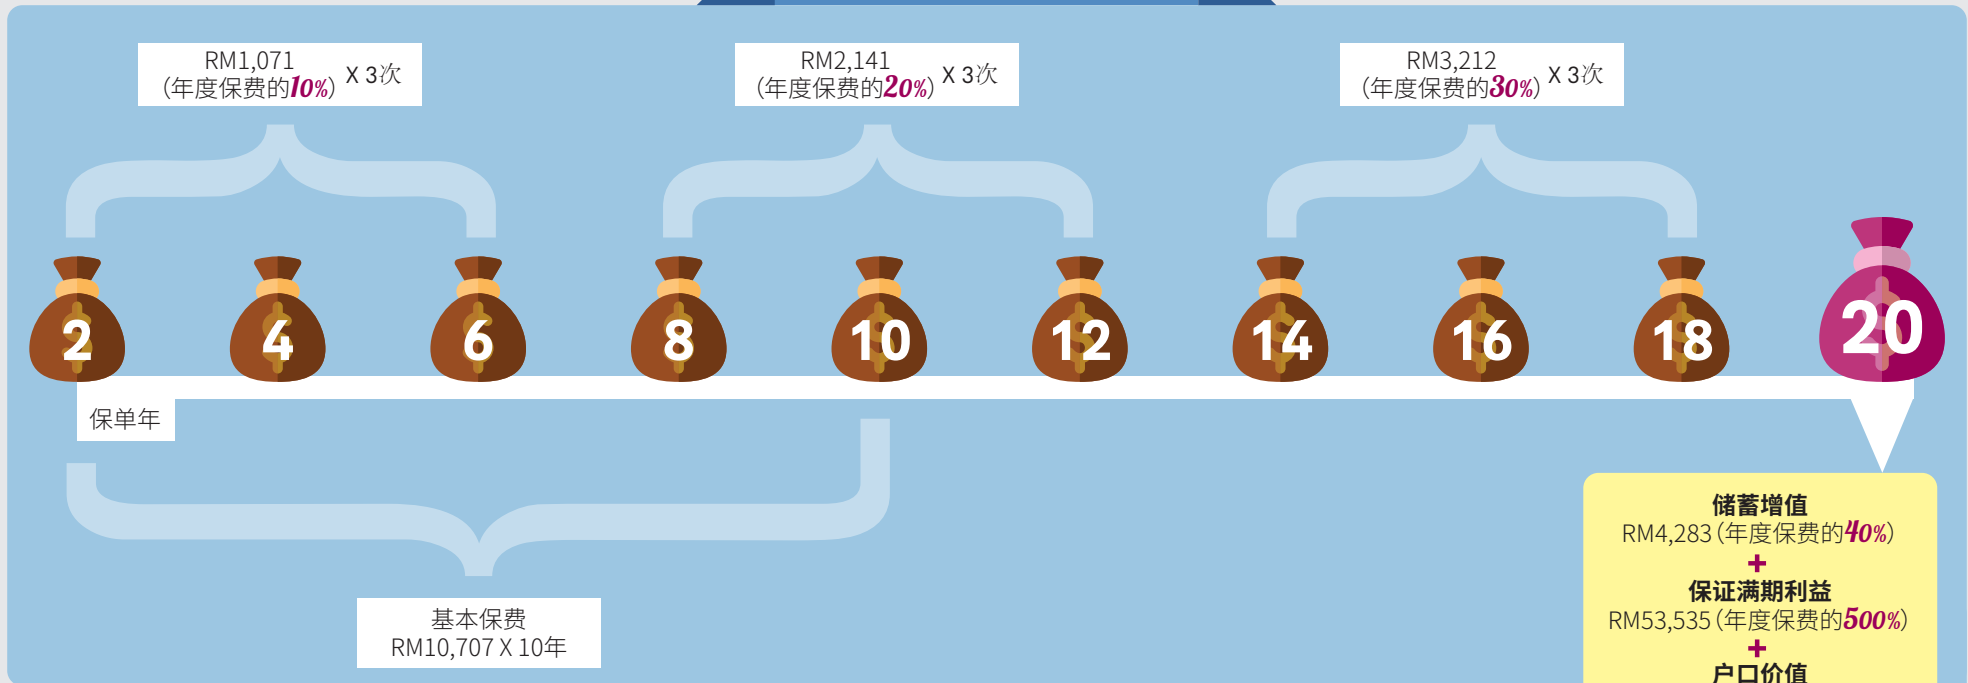 RM1,071
（年度保费的10%） X 3次
RM2,141
（年度保费的20%） X 3次
RM3,212
（年度保费的30%） X 3次
2
4
6
8
10
12
14
16
18
20
保单年
基本保费
RM10,707 X 10年
储蓄增值
RM4,283（年度保费的40%）
+
保证满期利益
RM53,535（年度保费的500%）
+
户口价值